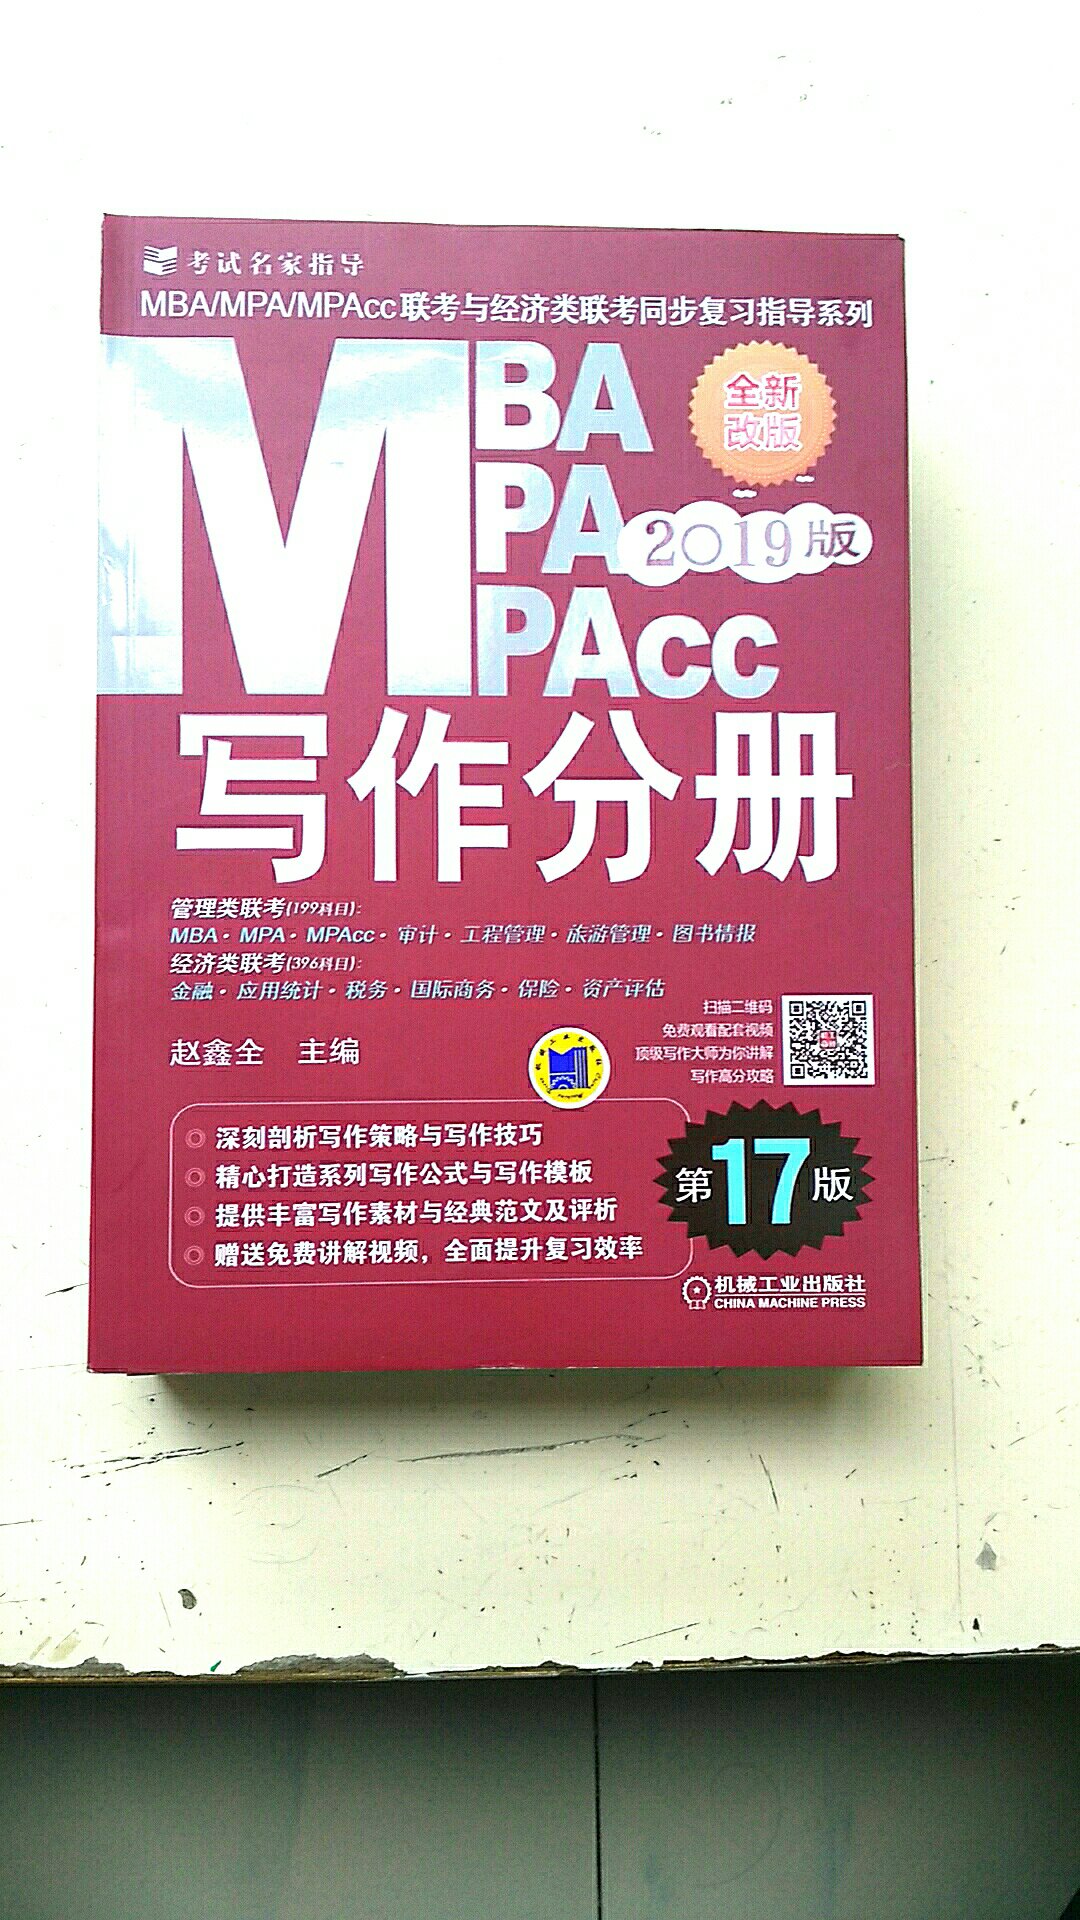 考试名家指导
MBA/MPA/MPAcc联考与经济类联考同步复习指导系列
MBA
MPA
MPAcc
全新
改版
2019版
写作分册
管理类联考(199科目):
MBA· MPA· MPAcc· 审计· 工程管理· 旅游管理· 图书情报
经济类联考(396科目):
金融· 应用统计· 税务· 国际商务· 保险· 资产评估
扫描二维码
免费观看配套视频
顶级写作大师为你讲解
写作高分攻略
赵鑫全 主编
深刻剖析写作策略与写作技巧
精心打造系列写作公式与写作模板
提供丰富写作素材与经典范文及评析
赠送免费讲解视频，全面提升复习效率
第17版
机械工业出版社
CHINA MACHINE PRESS